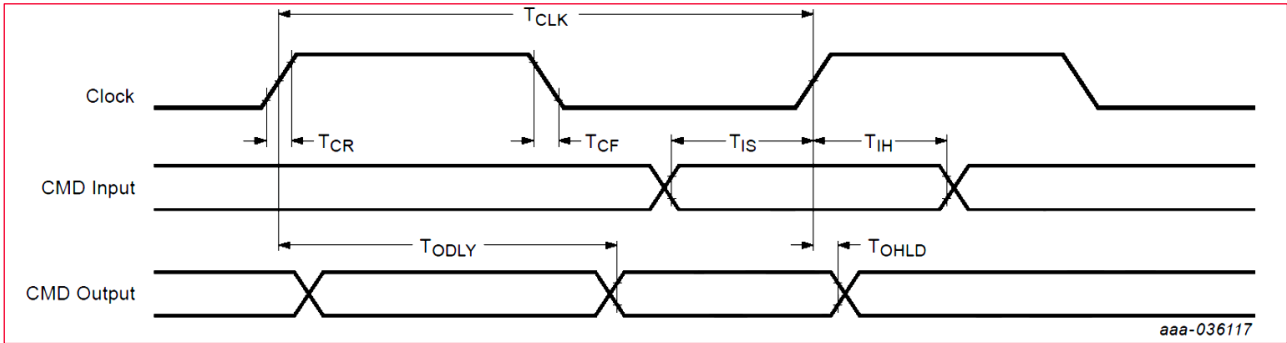 TCLK
Clock
TCR
TCF
TIS
TIH
CMD Input
TODLY
TOHLD
CMD Output
aaa-036117